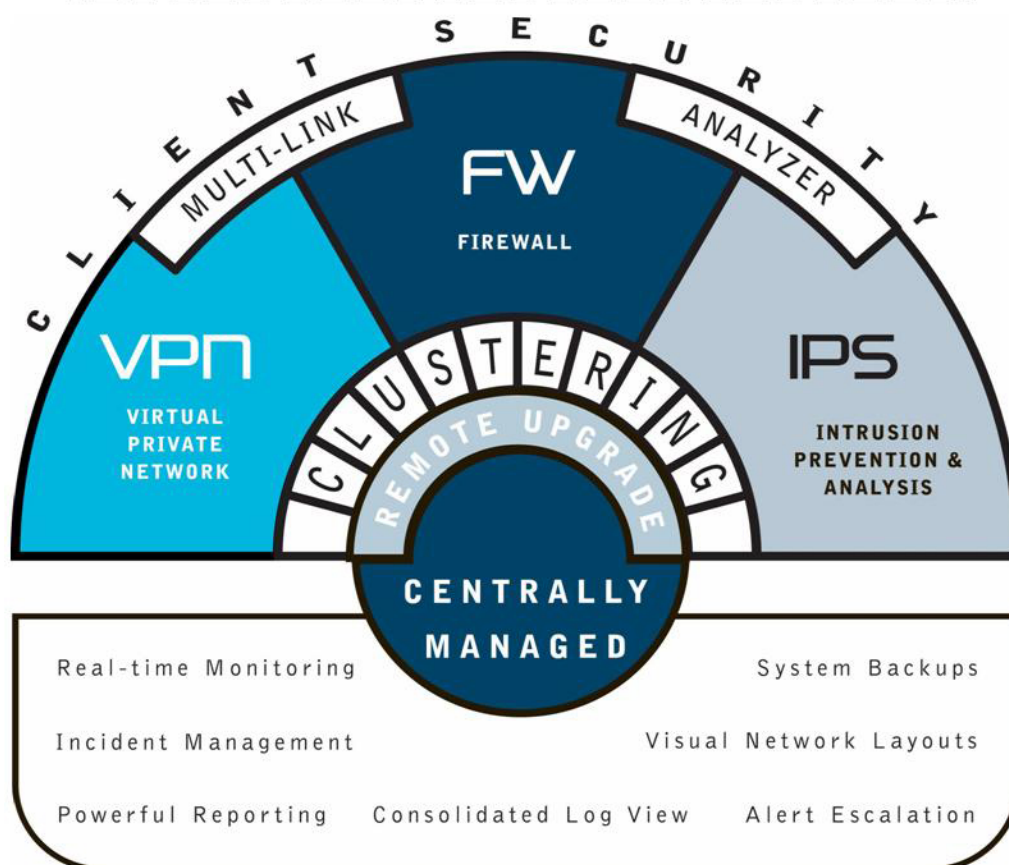 CLIENT SECURITY
MULTI-LINK
ANALYZER
FW
FIREWALL
VPN
VIRTUAL
PRIVATE
NETWORK
IPS
INTRUSION
PREVENTION &
ANALYSIS
CLUSTERING
REMOTE UPGRADE
CENTRALLY
MANAGED
Real-time Monitoring
System Backups
Incident Management
Visual Network Layouts
Powerful Reporting
Consolidated Log View
Alert Escalation